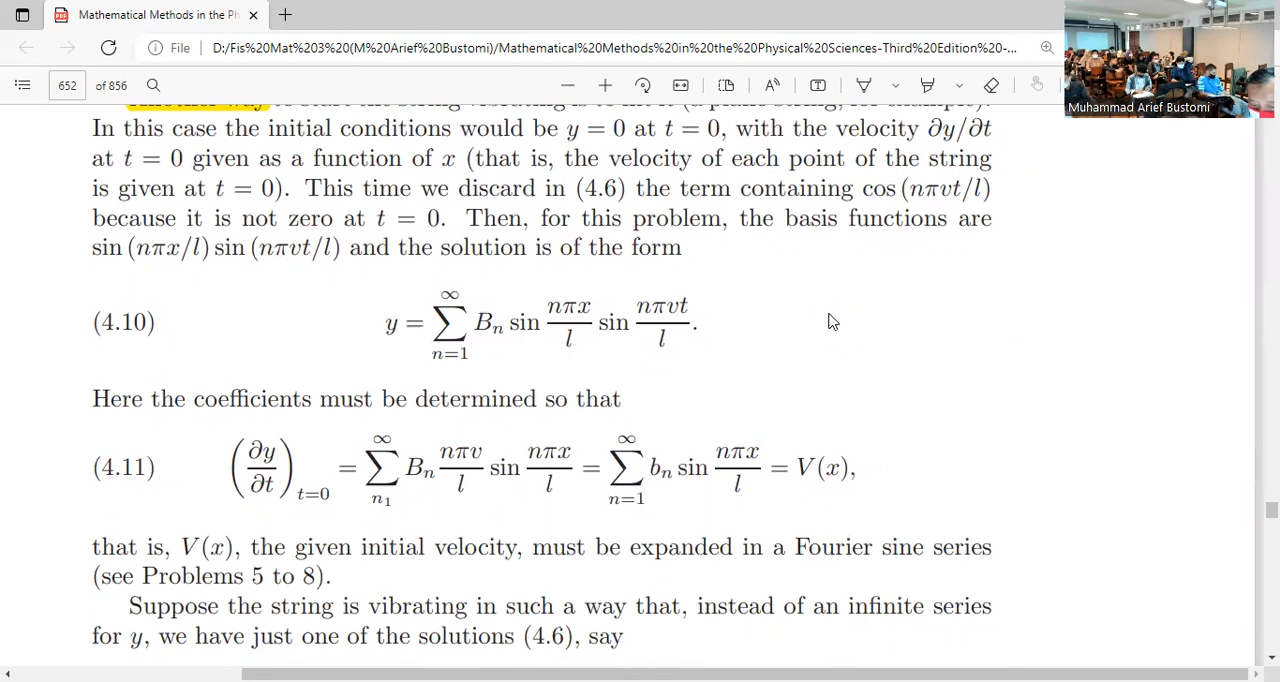 Mathematical Methods in the Ph
File D:/Fis%20Mat%203%20(M%20Arief%20Bustomi)/Mathematical%20Methods%20in%20the%20Physical%20Sciences-Third%20Edition%20-...
652 of 856
Muhammad Arief Bustomi
In this case the initial conditions would be y = 0 at t = 0, with the velocity ∂y/∂t
at t = 0 given as a function of x (that is, the velocity of each point of the string
is given at t = 0). This time we discard in (4.6) the term containing cos (nπvt/l)
because it is not zero at t = 0. Then, for this problem, the basis functions are
sin (nπx/l) sin (nπvt/l) and the solution is of the form
(4.10) y = ∑_{n=1}^{∞} B_n sin nπx/l sin nπvt/l.
Here the coefficients must be determined so that
(4.11) (∂y/∂t)_{t=0} = ∑_{n_1}^{∞} B_n nπv/l sin nπx/l = ∑_{n=1}^{∞} b_n sin nπx/l = V(x),
that is, V(x), the given initial velocity, must be expanded in a Fourier sine series
(see Problems 5 to 8).
Suppose the string is vibrating in such a way that, instead of an infinite series
for y, we have just one of the solutions (4.6), say